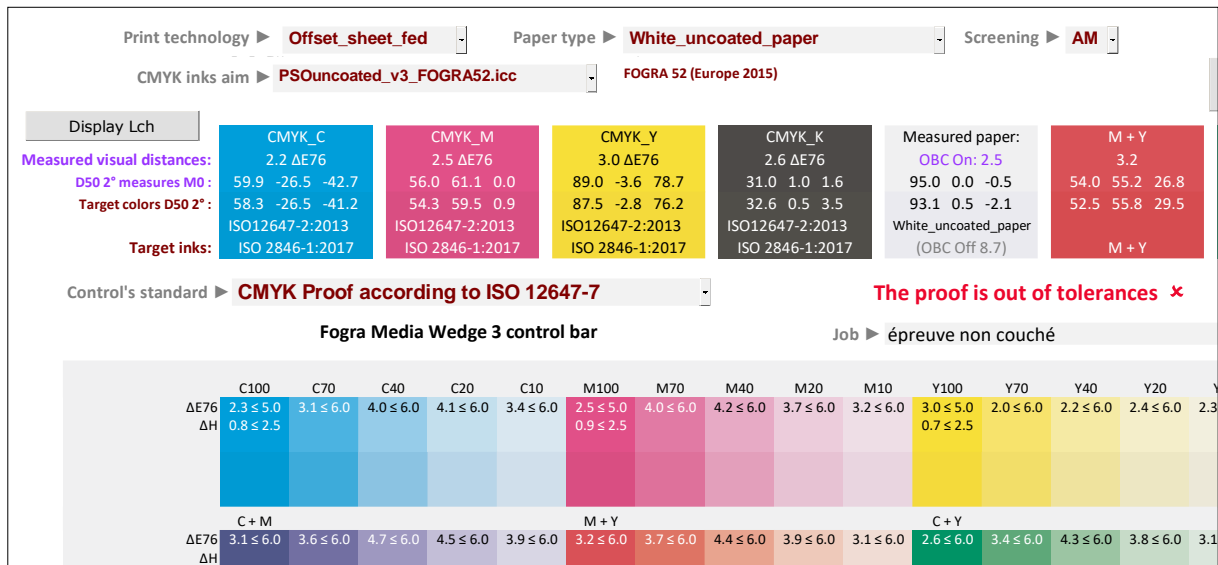 Print technology ► Offset_sheet_fed Paper type ► White_uncoated_paper Screening ► AM
CMYK inks aim ► PSOuncoated_v3_FOGRA52.icc FOGRA 52 (Europe 2015)
Display Lch CMYK_C CMYK_M CMYK_Y CMYK_K Measured paper: M + Y
Measured visual distances: 2.2 ΔE76 2.5 ΔE76 3.0 ΔE76 2.6 ΔE76 OBC On: 2.5 3.2
D50 2° measures M0 : 59.9 -26.5 -42.7 56.0 61.1 0.0 89.0 -3.6 78.7 31.0 1.0 1.6 95.0 0.0 -0.5 54.0 55.2 26.8
Target colors D50 2° : 58.3 -26.5 -41.2 54.3 59.5 0.9 87.5 -2.8 76.2 32.6 0.5 3.5 93.1 0.5 -2.1 52.5 55.8 29.5
ISO12647-2:2013 ISO12647-2:2013 ISO12647-2:2013 ISO12647-2:2013 White_uncoated_paper
Target inks: ISO 2846-1:2017 ISO 2846-1:2017 ISO 2846-1:2017 ISO 2846-1:2017 (OBC Off 8.7) M + Y
Control's standard ► CMYK Proof according to ISO 12647-7 The proof is out of tolerances ×
Fogra Media Wedge 3 control bar Job ► épreuve non couché
C100 C70 C40 C20 C10 M100 M70 M40 M20 M10 Y100 Y70 Y40 Y20
ΔE76 2.3 ≤ 5.0 3.1 ≤ 6.0 4.0 ≤ 6.0 4.1 ≤ 6.0 3.4 ≤ 6.0 2.5 ≤ 5.0 4.0 ≤ 6.0 4.2 ≤ 6.0 3.7 ≤ 6.0 3.2 ≤ 6.0 3.0 ≤ 5.0 2.0 ≤ 6.0 2.2 ≤ 6.0 2.4 ≤ 6.0 2.3
ΔH 0.8 ≤ 2.5 0.9 ≤ 2.5 0.7 ≤ 2.5
C + M M + Y C + Y
ΔE76 3.1 ≤ 6.0 3.6 ≤ 6.0 4.7 ≤ 6.0 4.5 ≤ 6.0 3.9 ≤ 6.0 3.2 ≤ 6.0 3.7 ≤ 6.0 4.4 ≤ 6.0 3.9 ≤ 6.0 3.1 ≤ 6.0 2.6 ≤ 6.0 3.4 ≤ 6.0 4.3 ≤ 6.0 3.8 ≤ 6.0 3.1
ΔH